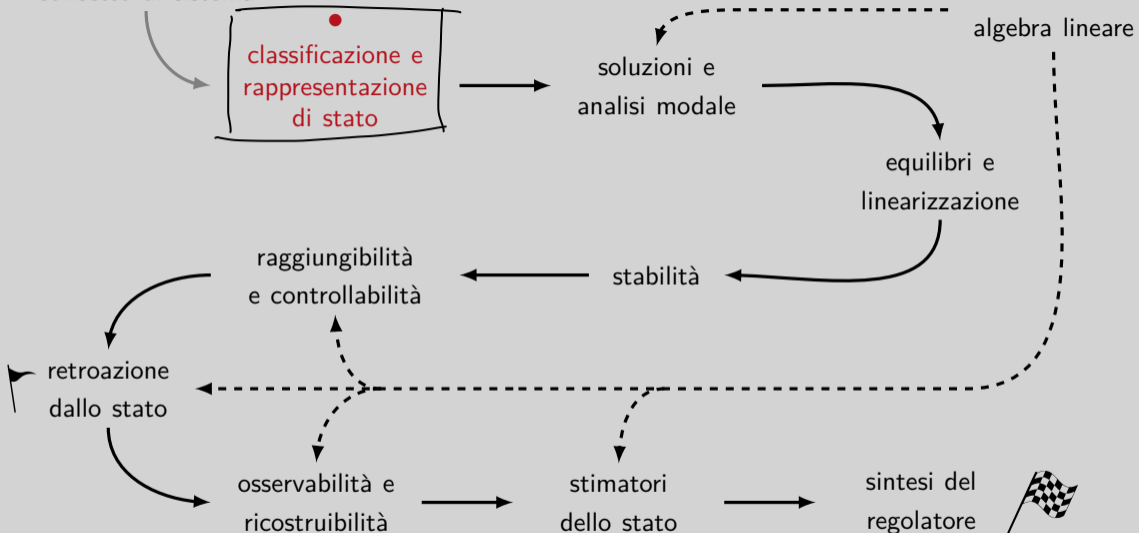 algebra lineare
classificazione e
rappresentazione
di stato
soluzioni e
analisi modale
equilibri e
linearizzazione
stabilità
raggiungibilità
e controllabilità
retroazione
dallo stato
osservabilità e
ricostruibilità
stimatori
dello stato
sintesi del
regolatore